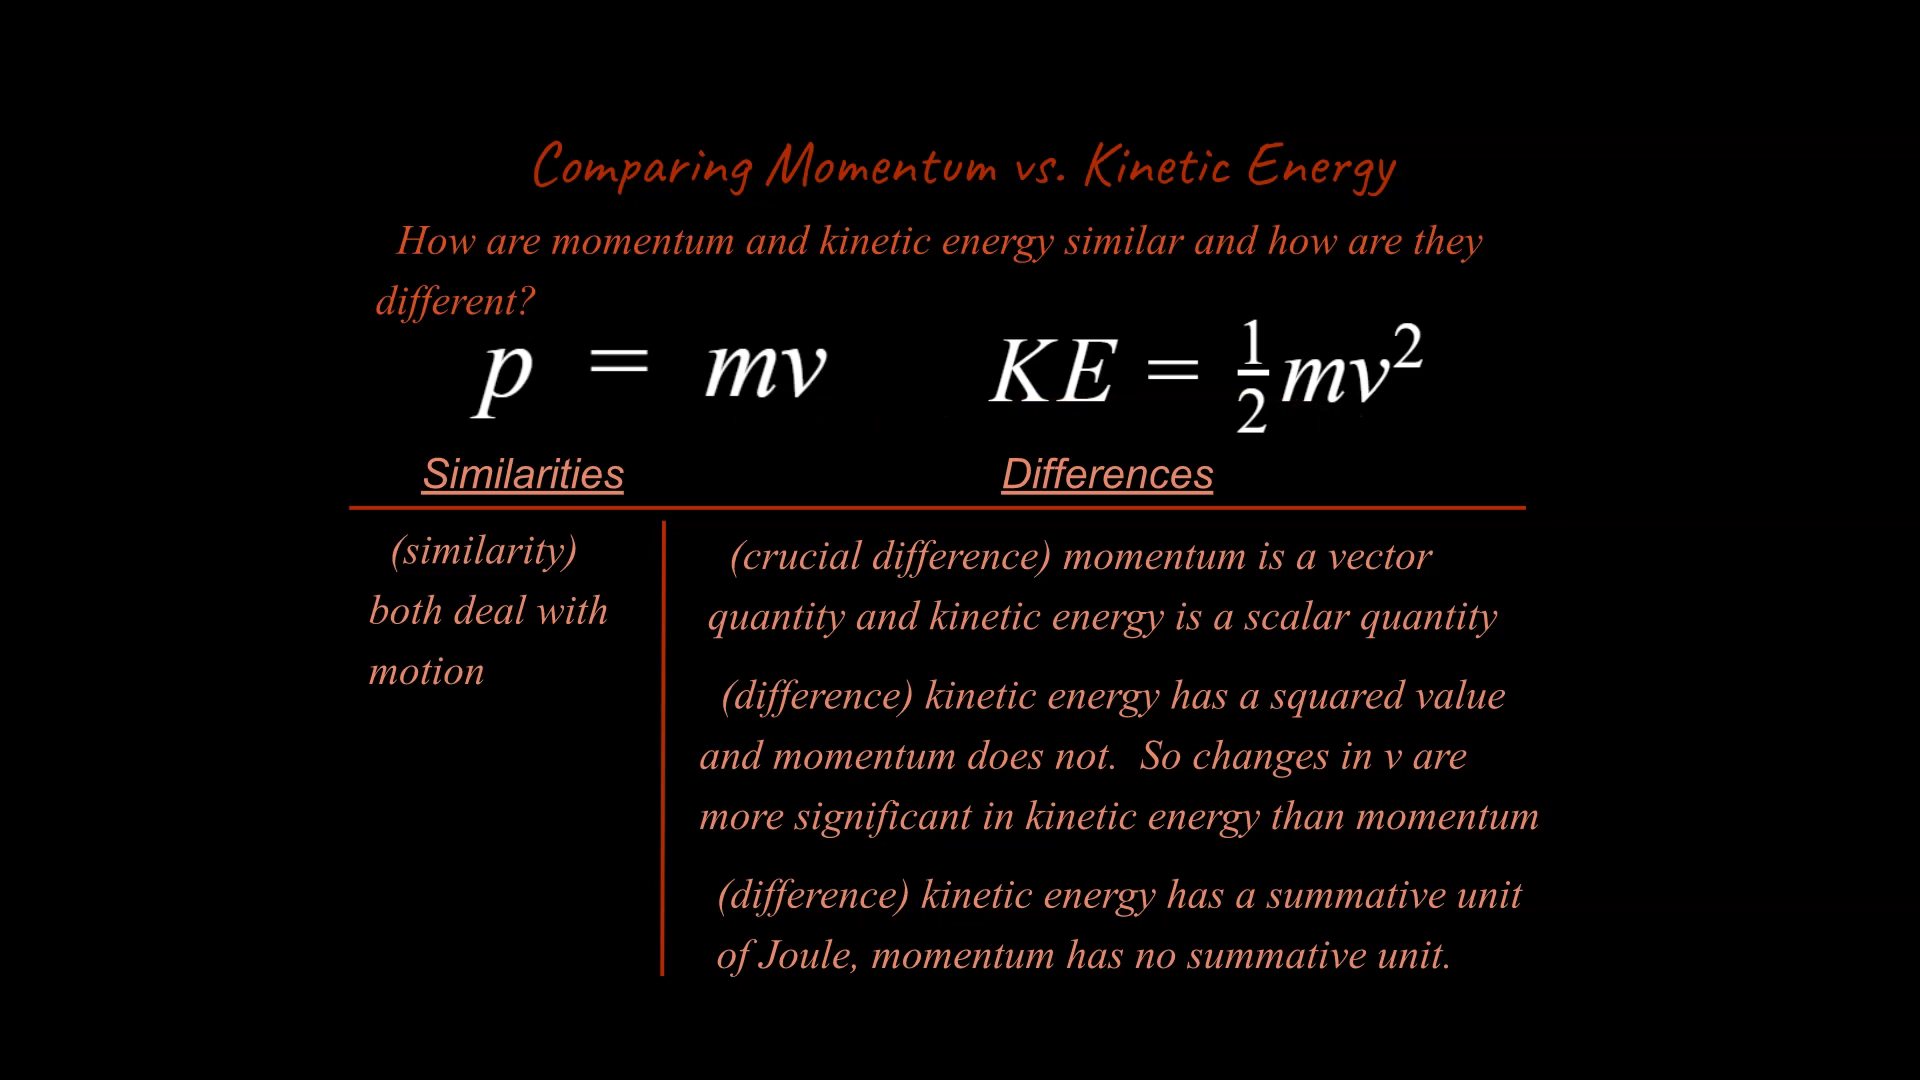 Comparing Momentum vs. Kinetic Energy
How are momentum and kinetic energy similar and how are they
different?
p = mv
KE = ½mv²
Similarities
Differences
(similarity)
both deal with
motion
(crucial difference) momentum is a vector
quantity and kinetic energy is a scalar quantity
(difference) kinetic energy has a squared value
and momentum does not.  So changes in v are
more significant in kinetic energy than momentum
(difference) kinetic energy has a summative unit
of Joule, momentum has no summative unit.